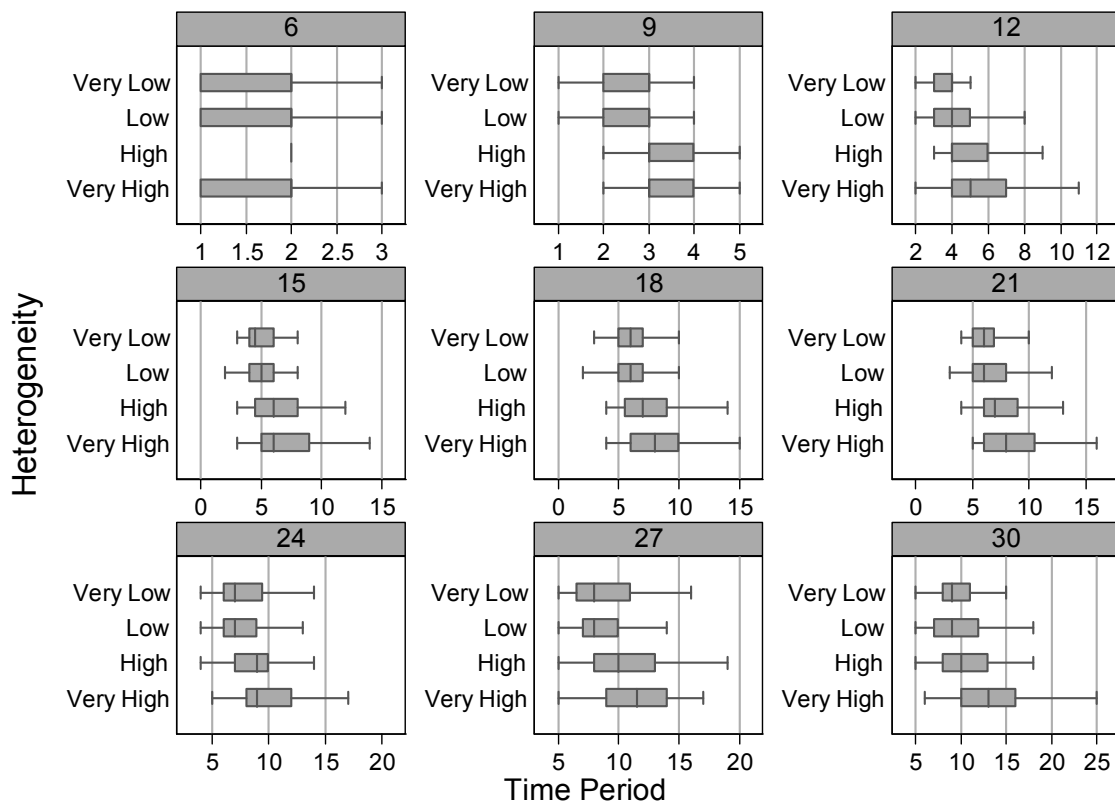 6 9 12
Very Low
Low
High
Very High
1 1.5 2 2.5 3
1 2 3 4 5
2 4 6 8 10 12
15 18 21
Very Low
Low
High
Very High
0 5 10 15
Very Low
Low
High
Very High
0 5 10 15
Very Low
Low
High
Very High
0 5 10 15
24 27 30
Very Low
Low
High
Very High
5 10 15 20
Very Low
Low
High
Very High
5 10 15 20
Very Low
Low
High
Very High
5 10 15 20 25
Very Low
Low
High
Very High
Very Low
Low
High
Very High
Heterogeneity
Time Period